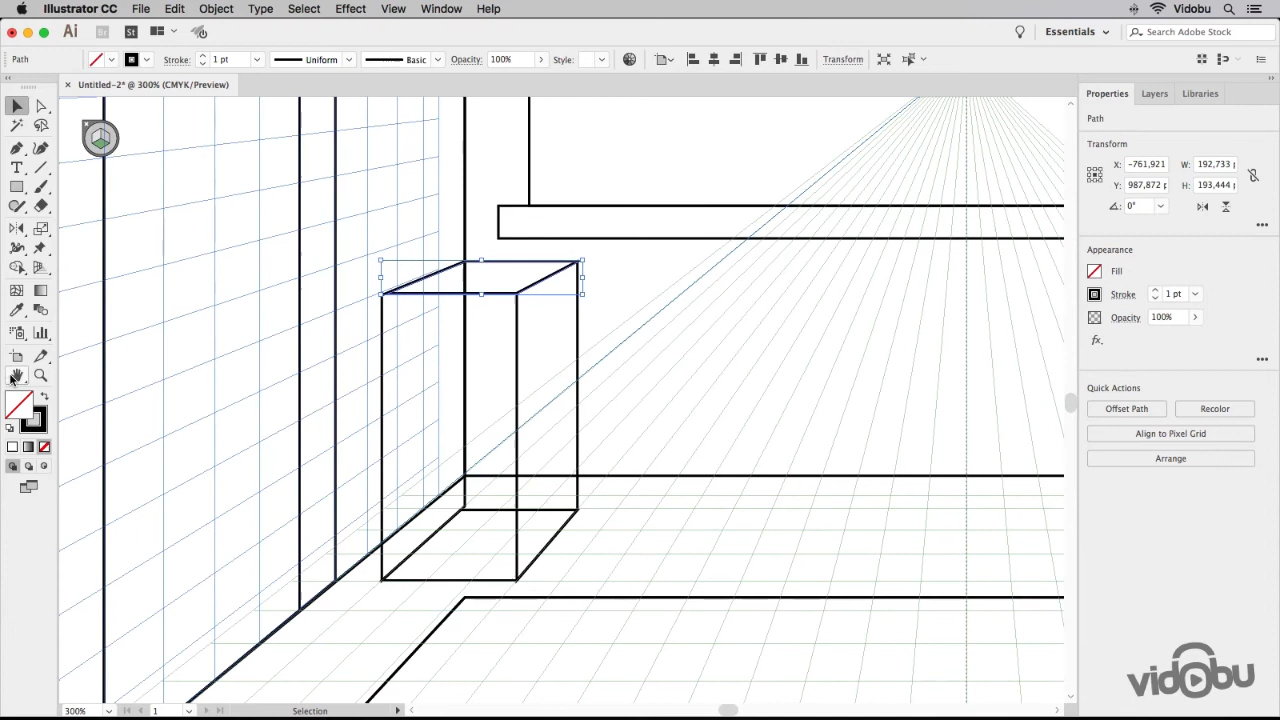 Illustrator CC File Edit Object Type Select Effect View Window Help Vidobu
Ai Br St Essentials Search Adobe Stock
Path Stroke: 1 pt Uniform Basic Opacity: 100% Style: Transform
× Untitled-2* @ 300% (CMYK/Preview)
Properties Layers Libraries
Path
Transform
X: -761,921 W: 192,733 p
Y: 987,872 p H: 193,444 p
0°
Appearance
Fill
Stroke 1 pt
Opacity 100%
fx.
Quick Actions
Offset Path Recolor
Align to Pixel Grid
Arrange
vidobu
300% 1 Selection